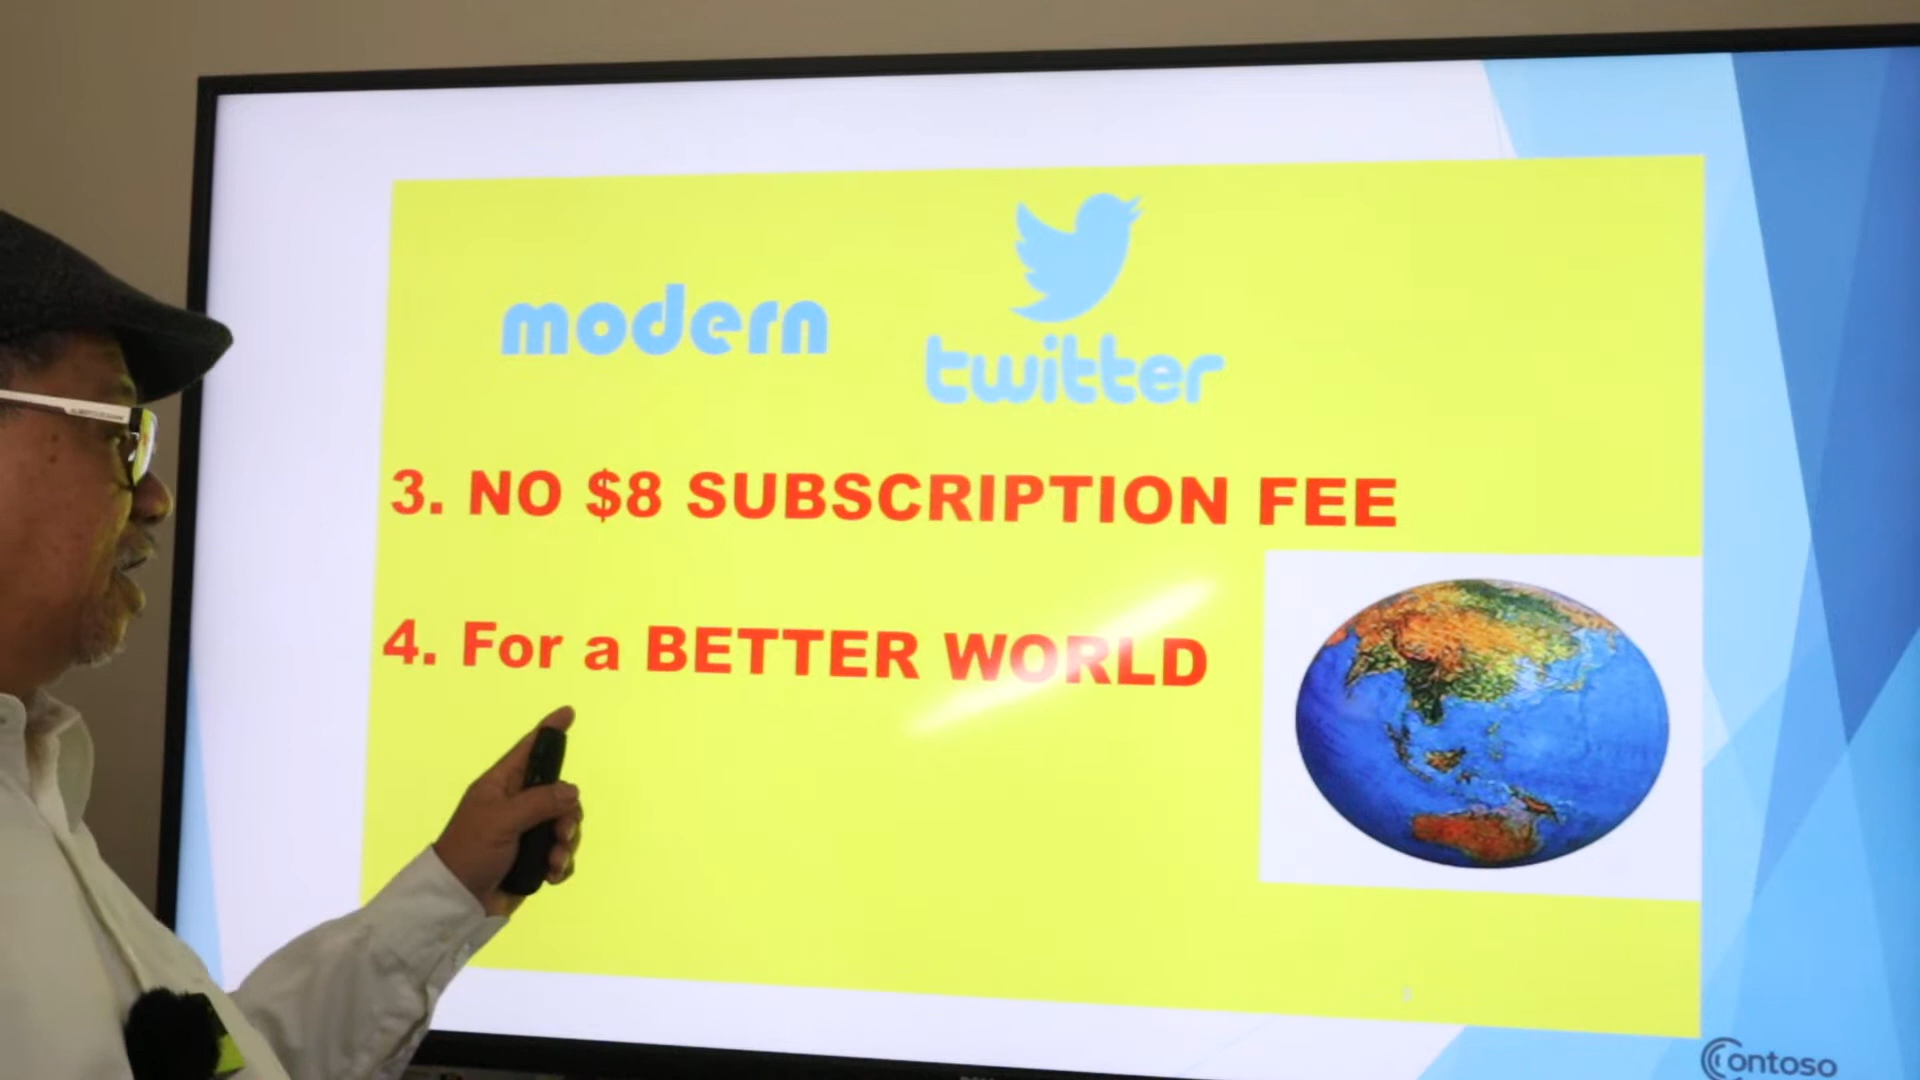 modern
twitter
3. NO $8 SUBSCRIPTION FEE
4. For a BETTER WORLD
Contoso